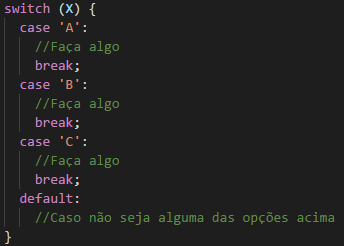 switch (X) {
  case 'A':
    //Faça algo
    break;
  case 'B':
    //Faça algo
    break;
  case 'C':
    //Faça algo
    break;
  default:
    //Caso não seja alguma das opções acima
}